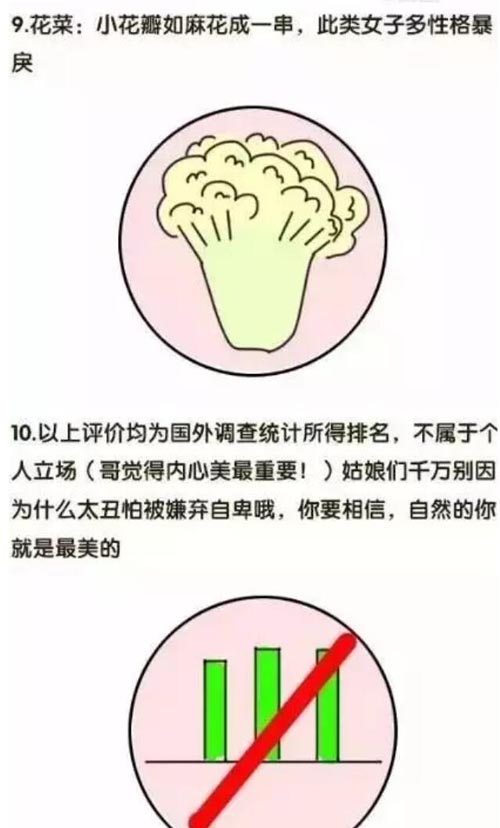 9.花菜：小花瓣如麻花成一串，此类女子多性格暴
戾
10.以上评价均为国外调查统计所得排名，不属于个
人立场（哥觉得内心美最重要！）姑娘们千万别因
为什么太丑怕被嫌弃自卑哦，你要相信，自然的你
就是最美的